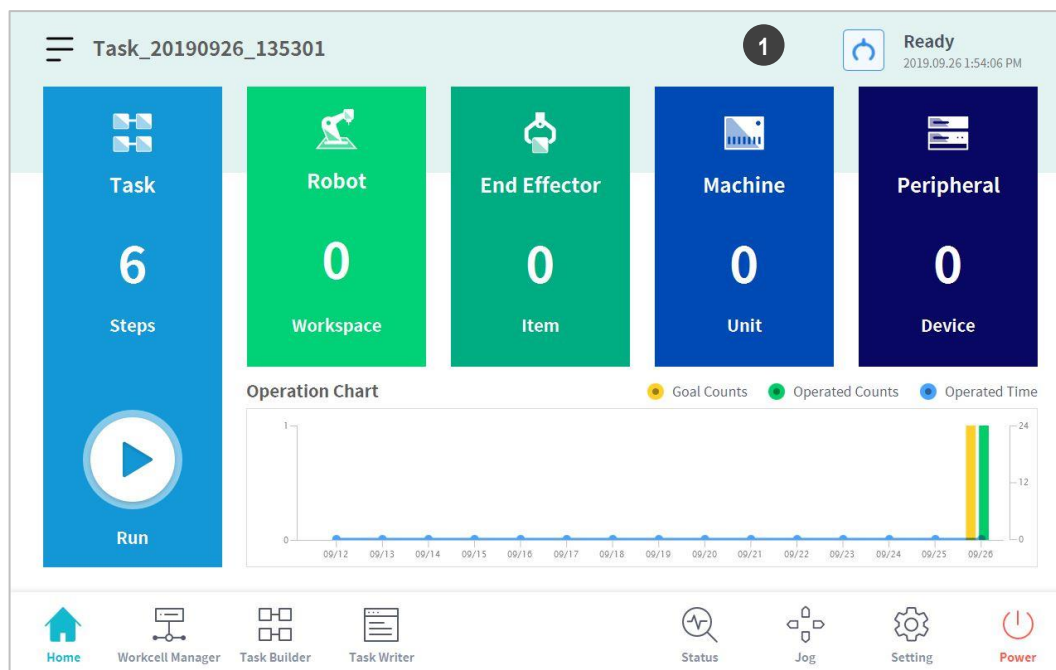 Task_20190926_135301
1
Ready
2019.09.26 1:54:06 PM
Task
6
Steps
Run
Robot
0
Workspace
End Effector
0
Item
Machine
0
Unit
Peripheral
0
Device
Operation Chart
Goal Counts
Operated Counts
Operated Time
1
0
24
12
0
09/12 09/13 09/14 09/15 09/16 09/17 09/18 09/19 09/20 09/21 09/22 09/23 09/24 09/25 09/26
Home
Workcell Manager
Task Builder
Task Writer
Status
Jog
Setting
Power